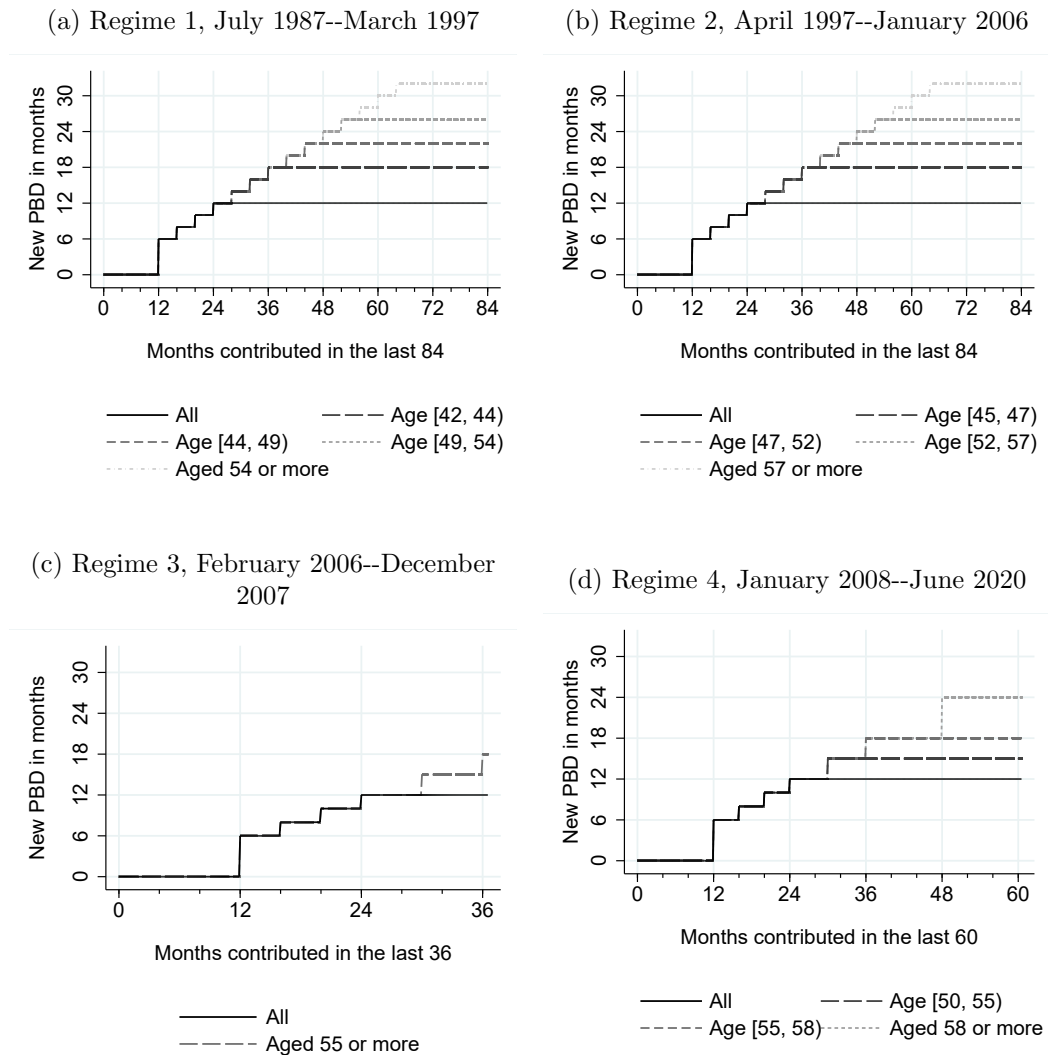 (a) Regime 1, July 1987--March 1997
New PBD in months
30
24
18
12
6
0
0 12 24 36 48 60 72 84
Months contributed in the last 84
All Age [42, 44)
Age [44, 49) Age [49, 54)
Aged 54 or more
(b) Regime 2, April 1997--January 2006
New PBD in months
30
24
18
12
6
0
0 12 24 36 48 60 72 84
Months contributed in the last 84
All Age [45, 47)
Age [47, 52) Age [52, 57)
Aged 57 or more
(c) Regime 3, February 2006--December
2007
New PBD in months
30
24
18
12
6
0
0 12 24 36
Months contributed in the last 36
All
Aged 55 or more
(d) Regime 4, January 2008--June 2020
New PBD in months
30
24
18
12
6
0
0 12 24 36 48 60
Months contributed in the last 60
All Age [50, 55)
Age [55, 58) Aged 58 or more